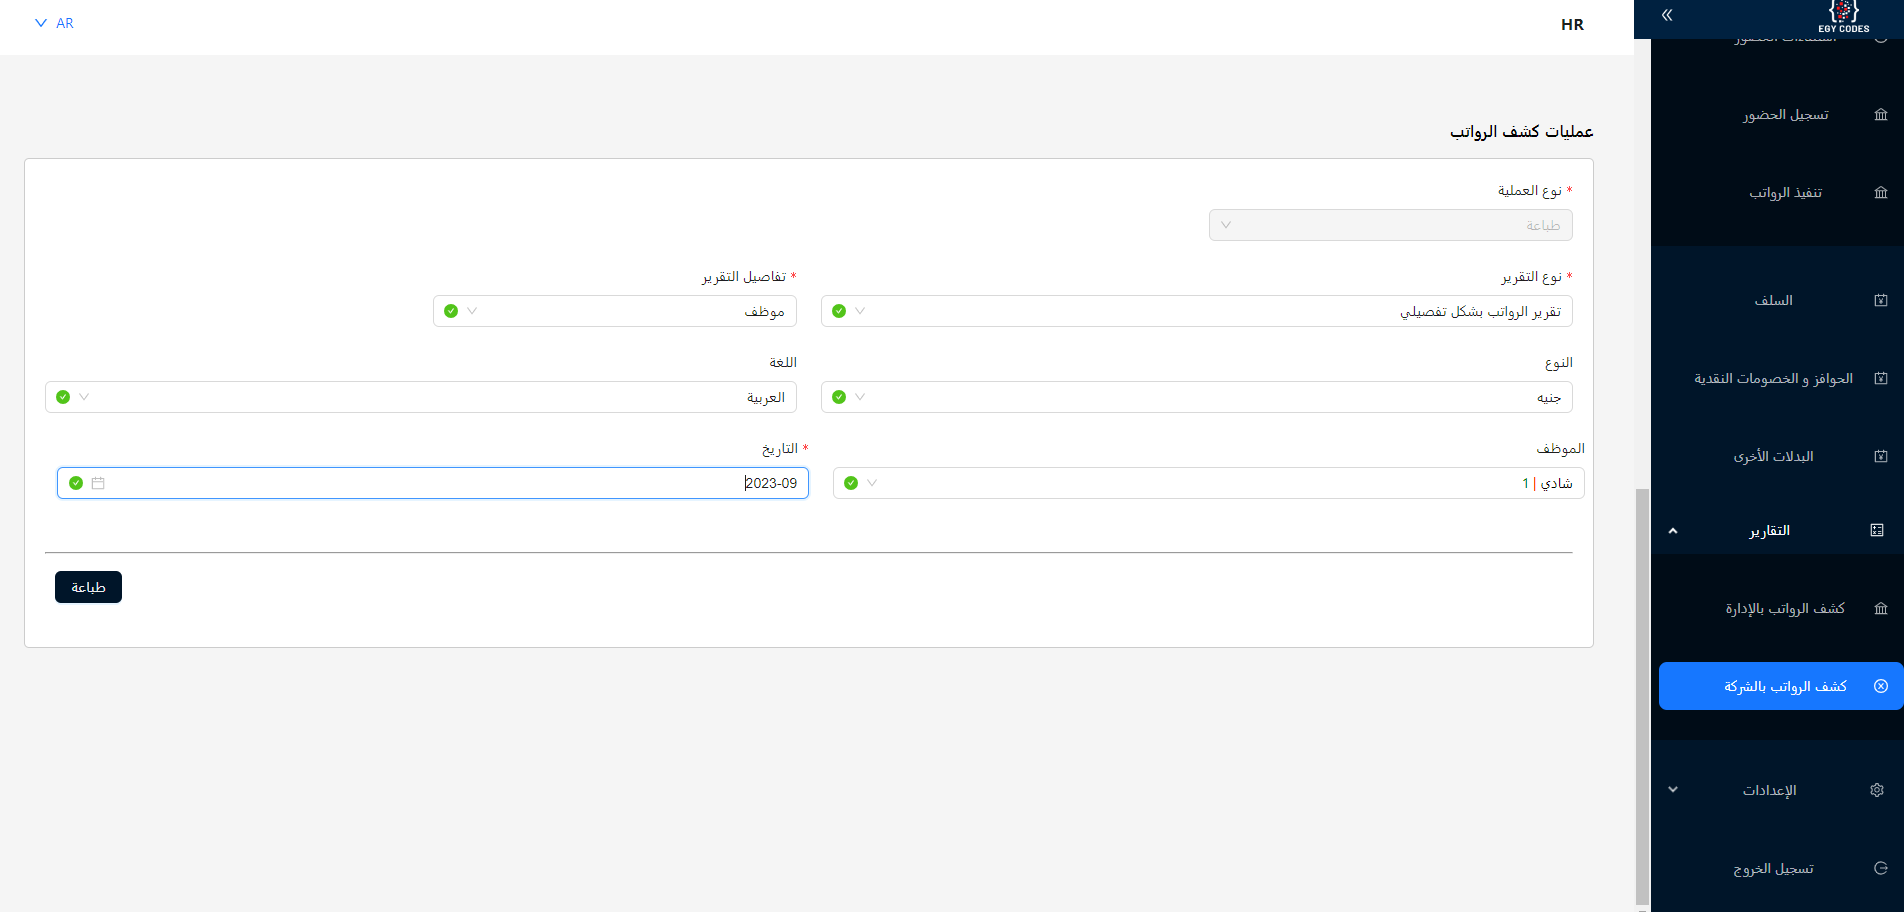 AR
HR
EGY CODES
عمليات كشف الرواتب
* نوع العملية
طباعة
* نوع التقرير
تقرير الرواتب بشكل تفصيلي
* تفاصيل التقرير
موظف
النوع
جنيه
اللغة
العربية
الموظف
شادي | 1
* التاريخ
2023-09
طباعة
تسجيل الحضور
تنفيذ الرواتب
السلف
الحوافز و الخصومات النقدية
البدلات الأخرى
التقارير
كشف الرواتب بالإدارة
كشف الرواتب بالشركة
الإعدادات
تسجيل الخروج